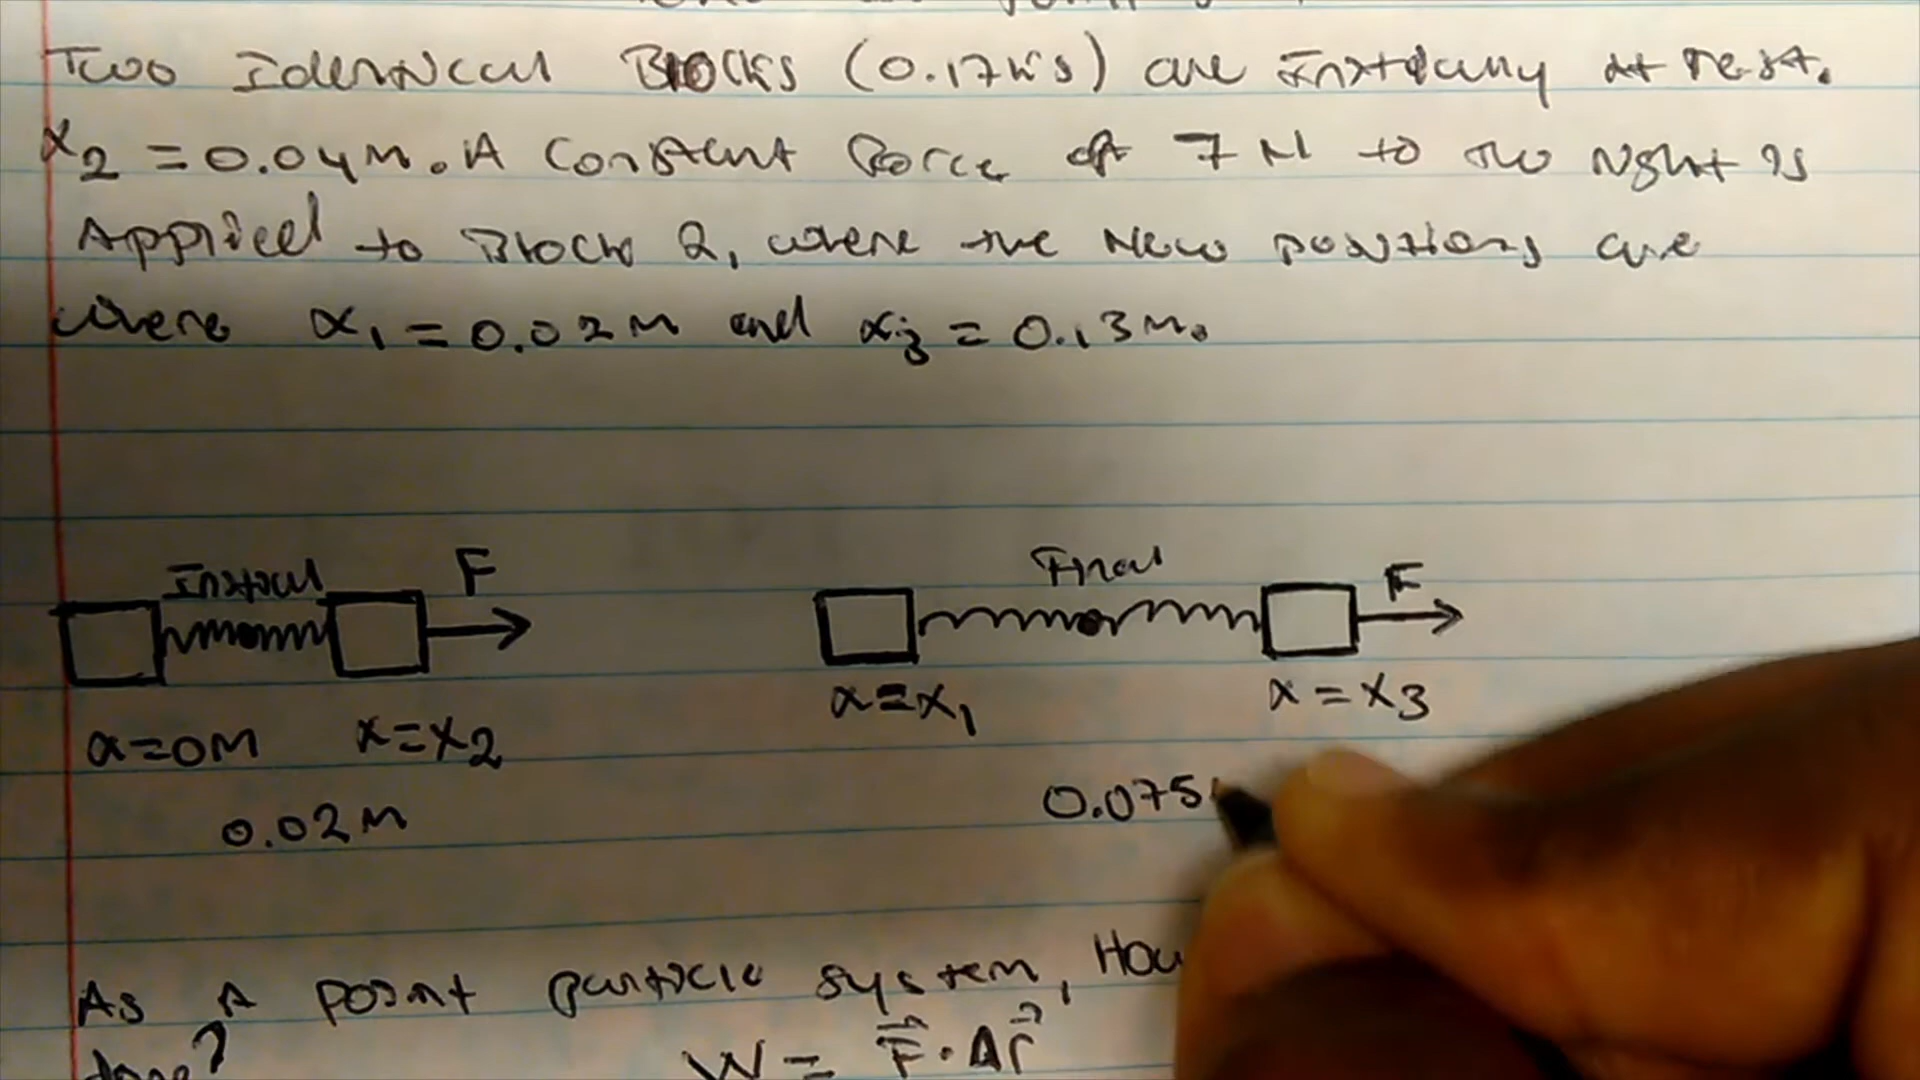 Two Identical Blocks (0.17kg) are Initially at rest.
x2 = 0.04m. A constant force of 7 N to the right is
Applied to Block 2, where the new positions are
where x1 = 0.02m and x3 = 0.13m.
Initial F Final F
x=0m x=x2 x=x1 x=x3
0.02m 0.075
As A point particle system, How
done? W = F⃗·Δr⃗